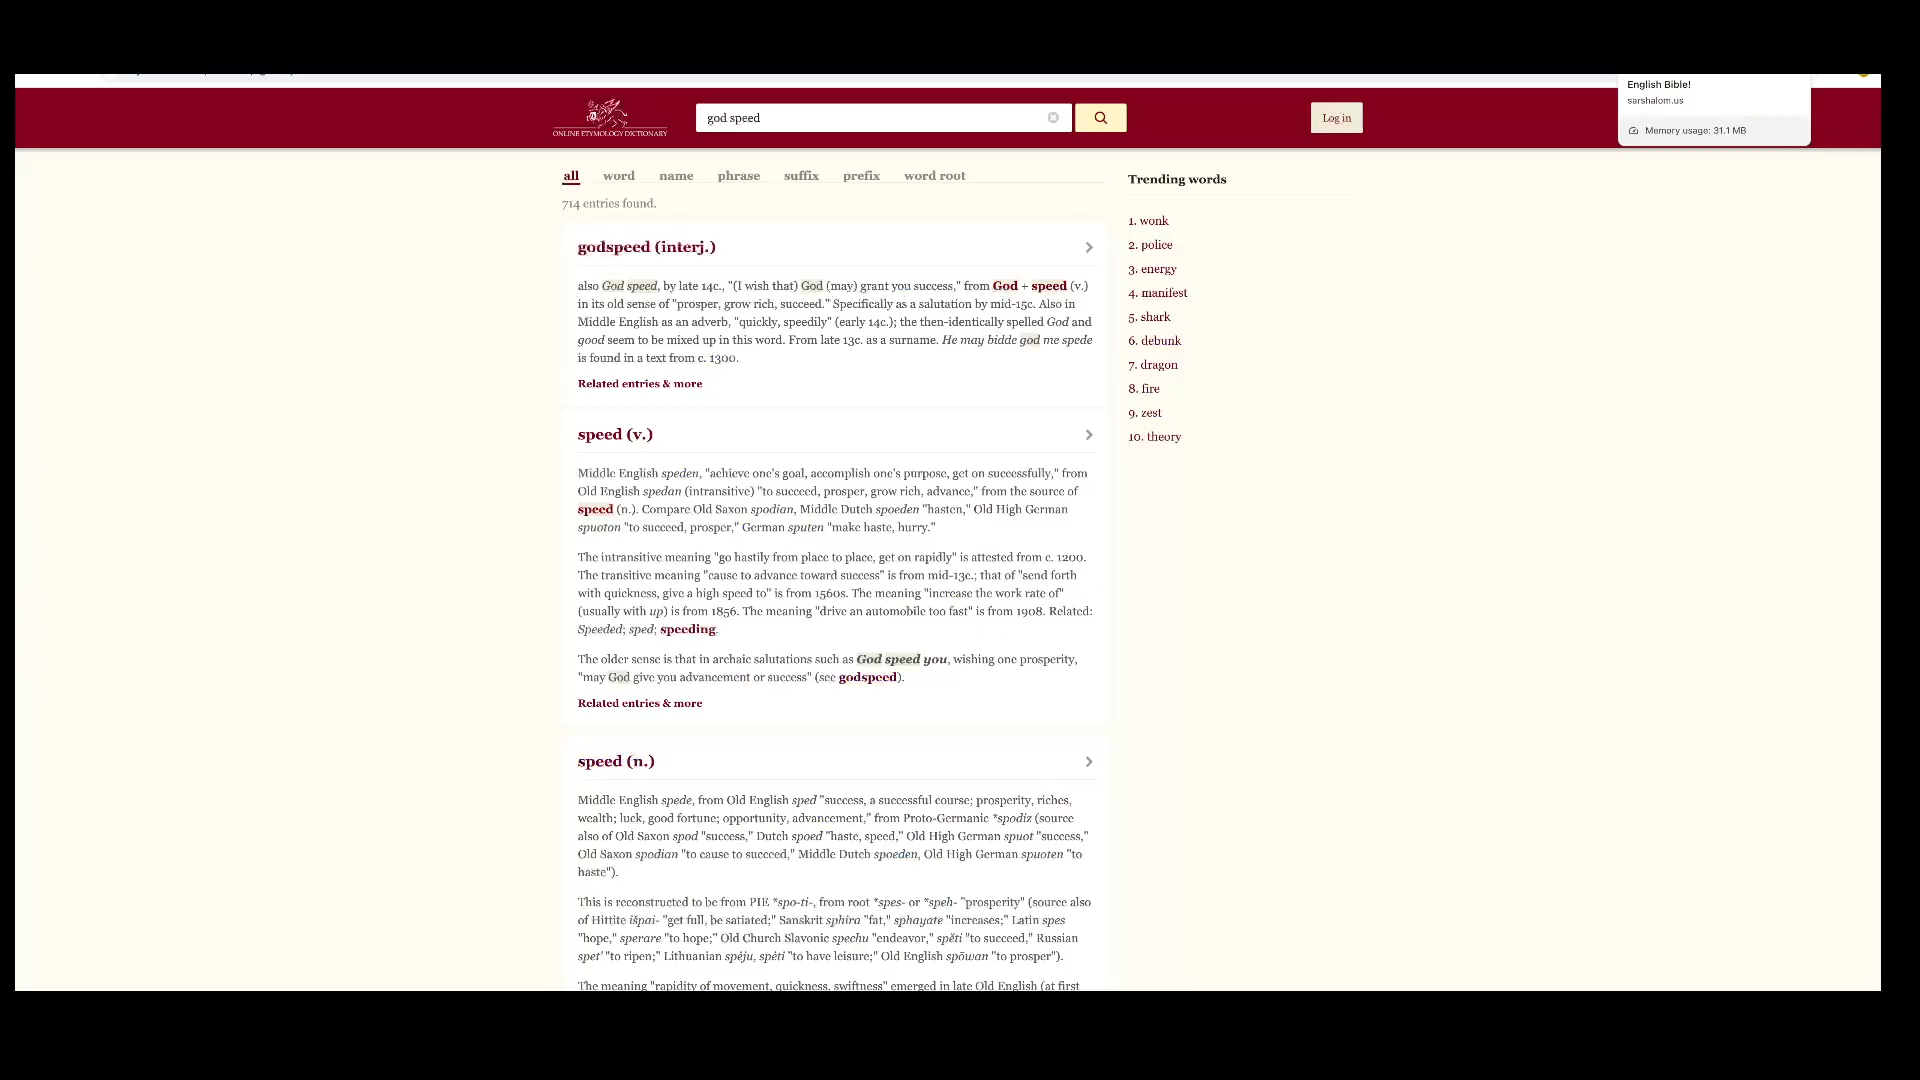 English Bible!
sarshalom.us
Memory usage: 31.1 MB
ONLINE ETYMOLOGY DICTIONARY
god speed
Log in
all word name phrase suffix prefix word root
714 entries found.
godspeed (interj.)
also God speed, by late 14c., "(I wish that) God (may) grant you success," from God + speed (v.)
in its old sense of "prosper, grow rich, succeed." Specifically as a salutation by mid-15c. Also in
Middle English as an adverb, "quickly, speedily" (early 14c.); the then-identically spelled God and
good seem to be mixed up in this word. From late 13c. as a surname. He may bidde god me spede
is found in a text from c. 1300.
Related entries & more
speed (v.)
Middle English speden, "achieve one's goal, accomplish one's purpose, get on successfully," from
Old English spedan (intransitive) "to succeed, prosper, grow rich, advance," from the source of
speed (n.). Compare Old Saxon spodian, Middle Dutch spoeden "hasten," Old High German
spuoton "to succeed, prosper," German sputen "make haste, hurry."
The intransitive meaning "go hastily from place to place, get on rapidly" is attested from c. 1200.
The transitive meaning "cause to advance toward success" is from mid-13c.; that of "send forth
with quickness, give a high speed to" is from 1560s. The meaning "increase the work rate of"
(usually with up) is from 1856. The meaning "drive an automobile too fast" is from 1908. Related:
Speeded; sped; speeding.
The older sense is that in archaic salutations such as God speed you, wishing one prosperity,
"may God give you advancement or success" (see godspeed).
Related entries & more
speed (n.)
Middle English spede, from Old English sped "success, a successful course; prosperity, riches,
wealth; luck, good fortune; opportunity, advancement," from Proto-Germanic *spodiz (source
also of Old Saxon spod "success," Dutch spoed "haste, speed," Old High German spuot "success,"
Old Saxon spodian "to cause to succeed," Middle Dutch spoeden, Old High German spuoten "to
haste").
This is reconstructed to be from PIE *spo-ti-, from root *spes- or *speh- "prosperity" (source also
of Hittite išpai- "get full, be satiated;" Sanskrit sphira "fat," sphayate "increases;" Latin spes
"hope," sperare "to hope;" Old Church Slavonic spechu "endeavor," spěti "to succeed," Russian
spet' "to ripen;" Lithuanian spėju, spėti "to have leisure;" Old English spōwan "to prosper").
The meaning "rapidity of movement, quickness, swiftness" emerged in late Old English (at first
Trending words
1. wonk
2. police
3. energy
4. manifest
5. shark
6. debunk
7. dragon
8. fire
9. zest
10. theory